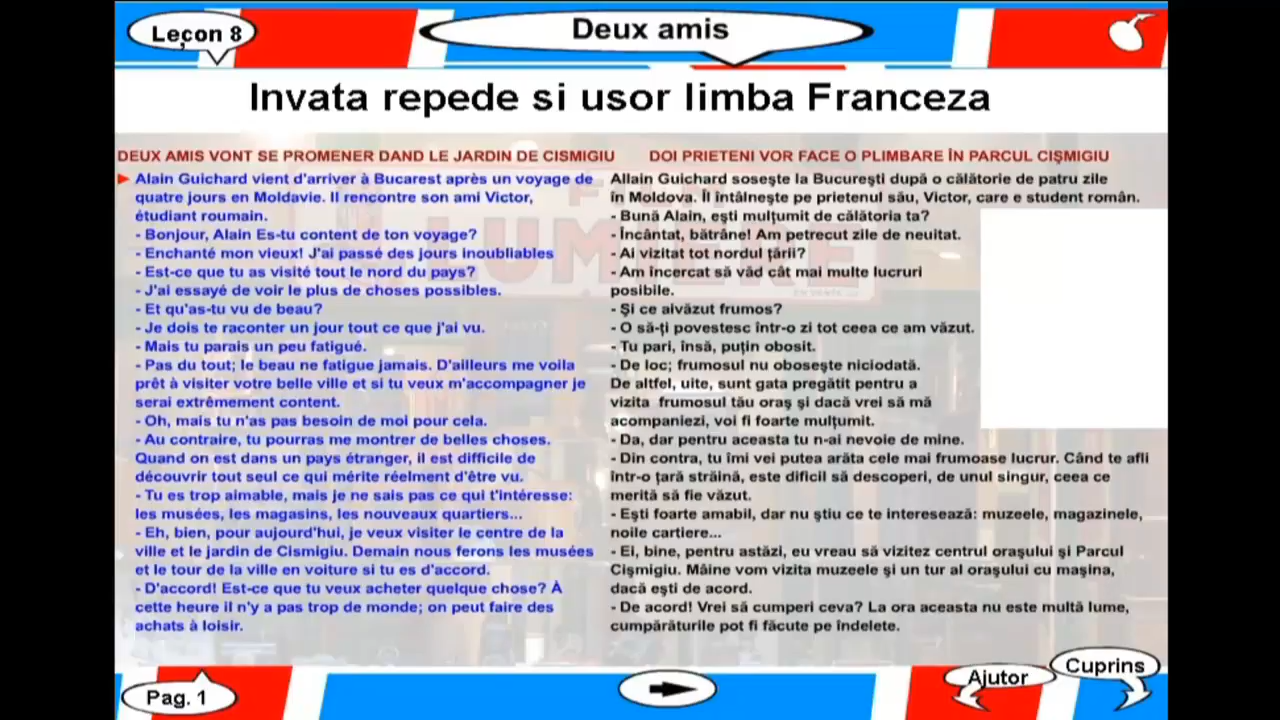 Leçon 8
Deux amis
Invata repede si usor limba Franceza
DEUX AMIS VONT SE PROMENER DAND LE JARDIN DE CISMIGIU
Alain Guichard vient d'arriver à Bucarest après un voyage de
quatre jours en Moldavie. Il rencontre son ami Victor,
étudiant roumain.
- Bonjour, Alain Es-tu content de ton voyage?
- Enchanté mon vieux! J'ai passé des jours inoubliables
- Est-ce que tu as visité tout le nord du pays?
- J'ai essayé de voir le plus de choses possibles.
- Et qu'as-tu vu de beau?
- Je dois te raconter un jour tout ce que j'ai vu.
- Mais tu parais un peu fatigué.
- Pas du tout; le beau ne fatigue jamais. D'ailleurs me voila
prêt à visiter votre belle ville et si tu veux m'accompagner je
serai extrêmement content.
- Oh, mais tu n'as pas besoin de moI pour cela.
- Au contraire, tu pourras me montrer de belles choses.
Quand on est dans un pays étranger, il est difficile de
découvrir tout seul ce qui mérite réelment d'être vu.
- Tu es trop aimable, mais je ne sais pas ce qui t'intéresse:
les musées, les magasins, les nouveaux quartiers...
- Eh, bien, pour aujourd'hui, je veux visiter le centre de la
ville et le jardin de Cismigiu. Demain nous ferons les musées
et le tour de la ville en voiture si tu es d'accord.
- D'accord! Est-ce que tu veux acheter quelque chose? À
cette heure il n'y a pas trop de monde; on peut faire des
achats à loisir.
DOI PRIETENI VOR FACE O PLIMBARE ÎN PARCUL CIŞMIGIU
Allain Guichard soseşte la Bucureşti după o călătorie de patru zile
în Moldova. Îl întâlneşte pe prietenul său, Victor, care e student român.
- Bună Alain, eşti mulţumit de călătoria ta?
- Încântat, bătrâne! Am petrecut zile de neuitat.
- Ai vizitat tot nordul ţării?
- Am încercat să văd cât mai multe lucruri
posibile.
- Şi ce aivăzut frumos?
- O să-ţi povestesc într-o zi tot ceea ce am văzut.
- Tu pari, însă, puţin obosit.
- De loc; frumosul nu oboseşte niciodată.
De altfel, uite, sunt gata pregătit pentru a
vizita frumosul tău oraş şi dacă vrei să mă
acompaniezi, voi fi foarte mulţumit.
- Da, dar pentru aceasta tu n-ai nevoie de mine.
- Din contra, tu îmi vei putea arăta cele mai frumoase lucrur. Când te afli
într-o ţară străină, este dificil să descoperi, de unul singur, ceea ce
merită să fie văzut.
- Eşti foarte amabil, dar nu ştiu ce te interesează: muzeele, magazinele,
noile cartiere...
- Ei, bine, pentru astăzi, eu vreau să vizitez centrul oraşului şi Parcul
Cişmigiu. Mâine vom vizita muzeele şi un tur al oraşului cu maşina,
dacă eşti de acord.
- De acord! Vrei să cumperi ceva? La ora aceasta nu este multă lume,
cumpărăturile pot fi făcute pe îndelete.
LUMIERE
Pag. 1
Ajutor
Cuprins